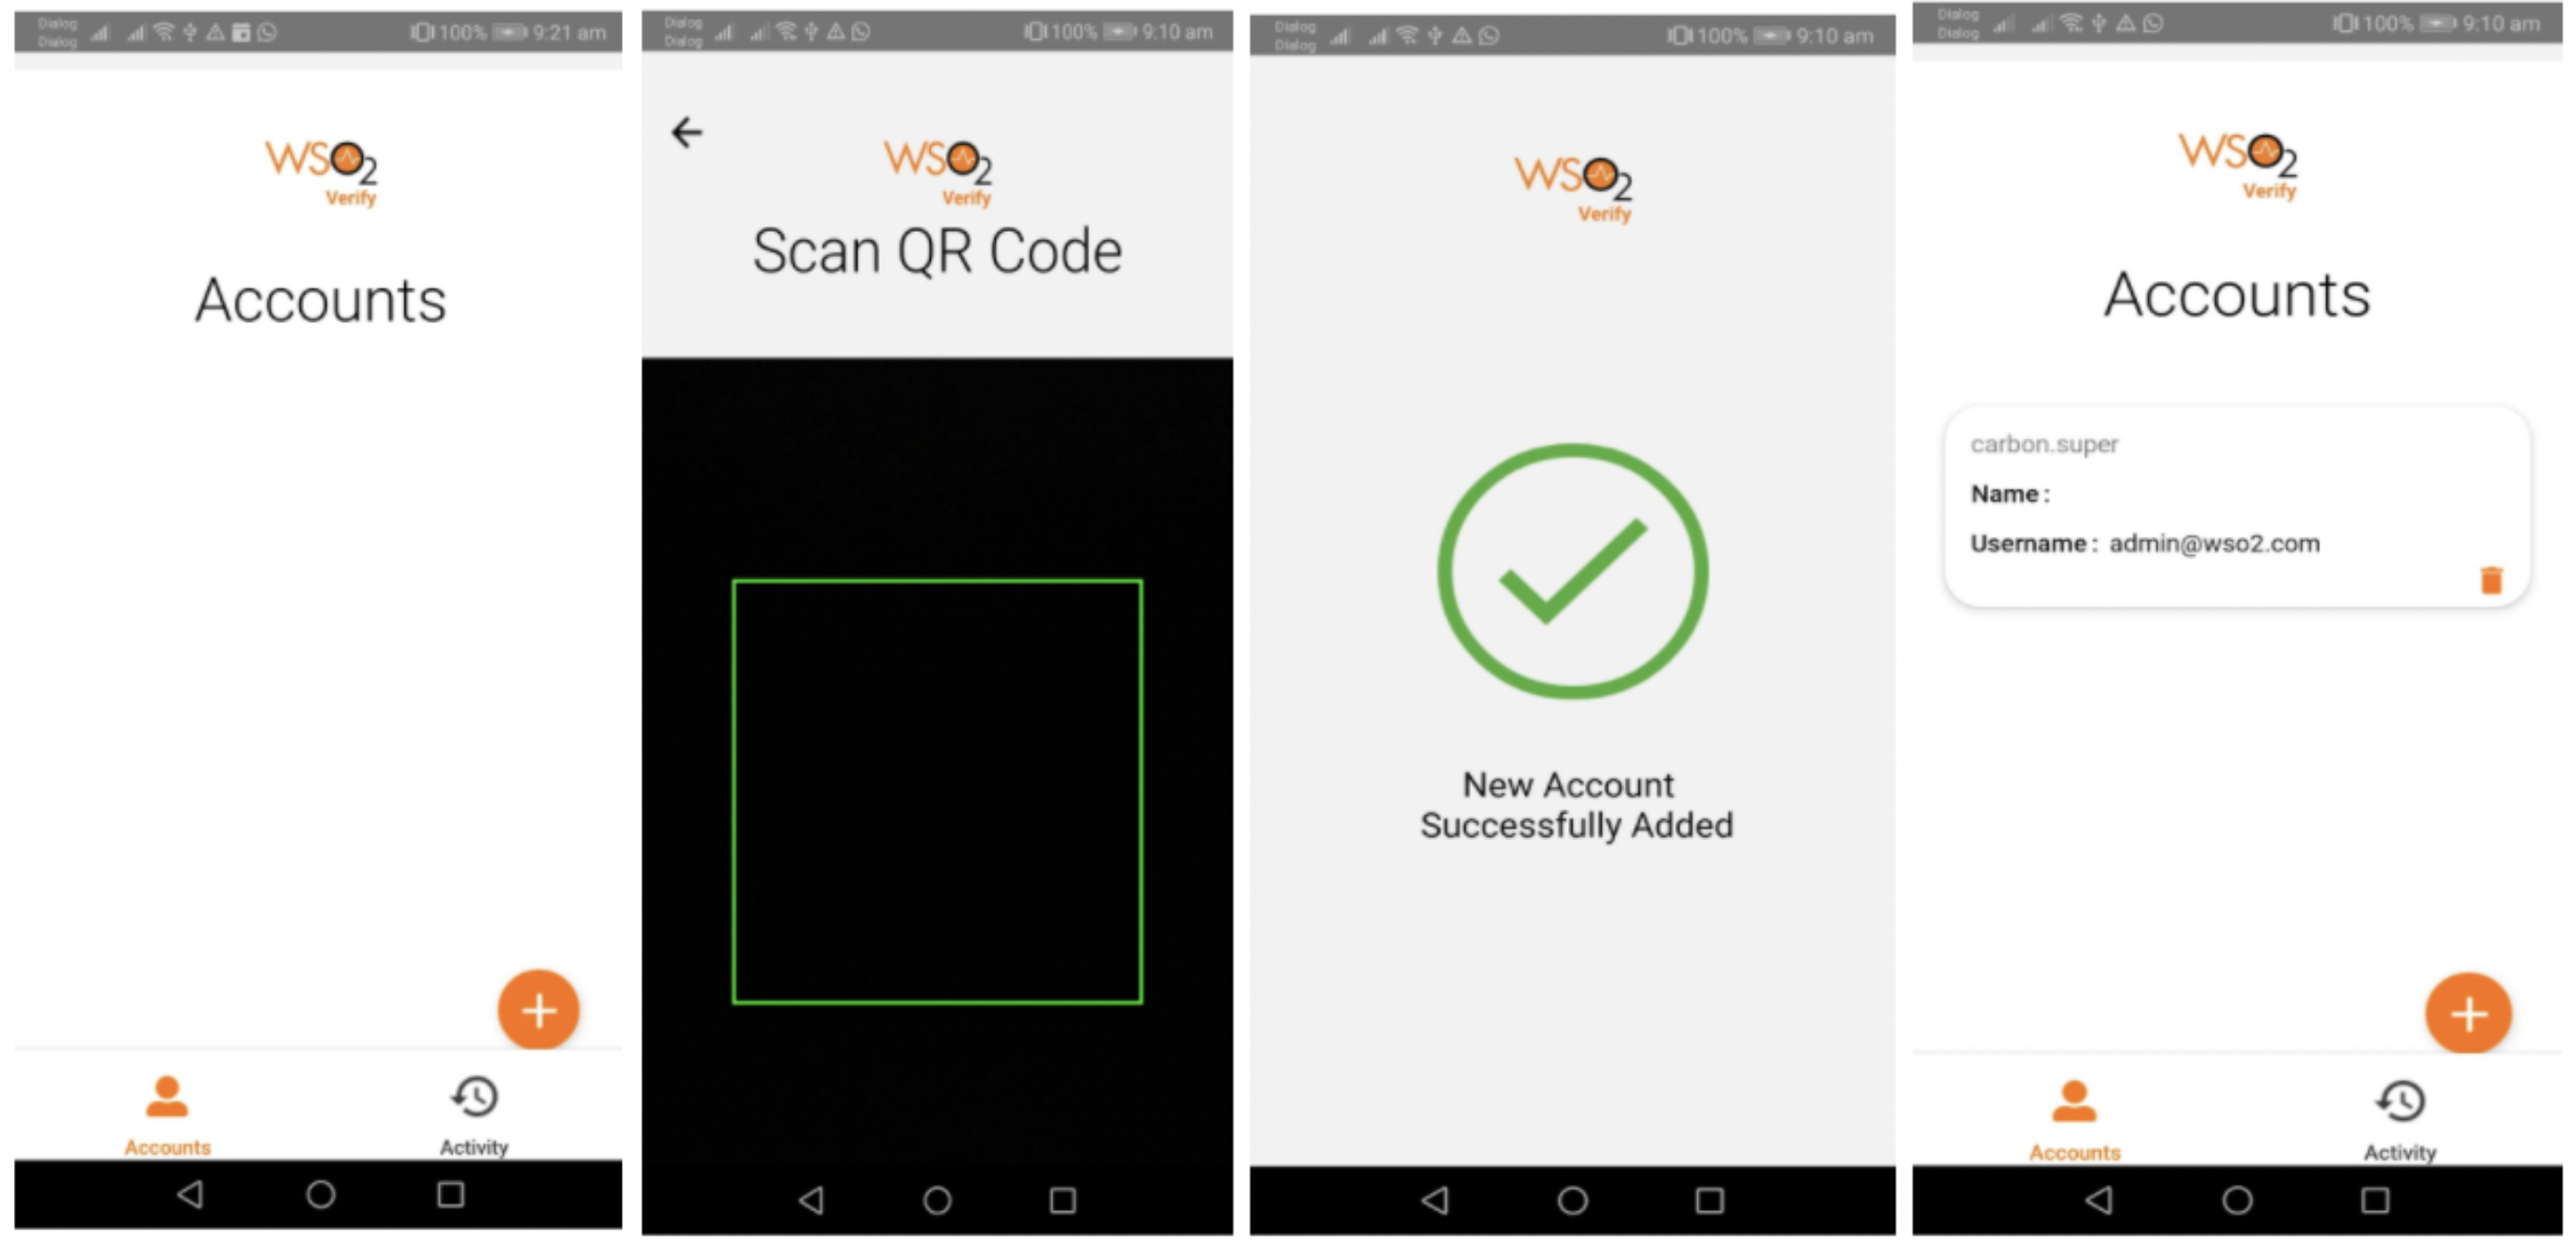 Dialog
Dialog
100%
9:21 am
WSO2
Verify
Accounts
Accounts
Activity
Dialog
Dialog
100%
9:10 am
WSO2
Verify
Scan QR Code
Dialog
Dialog
100%
9:10 am
WSO2
Verify
New Account
Successfully Added
Dialog
Dialog
100%
9:10 am
WSO2
Verify
Accounts
carbon.super
Name :
Username : admin@wso2.com
Accounts
Activity